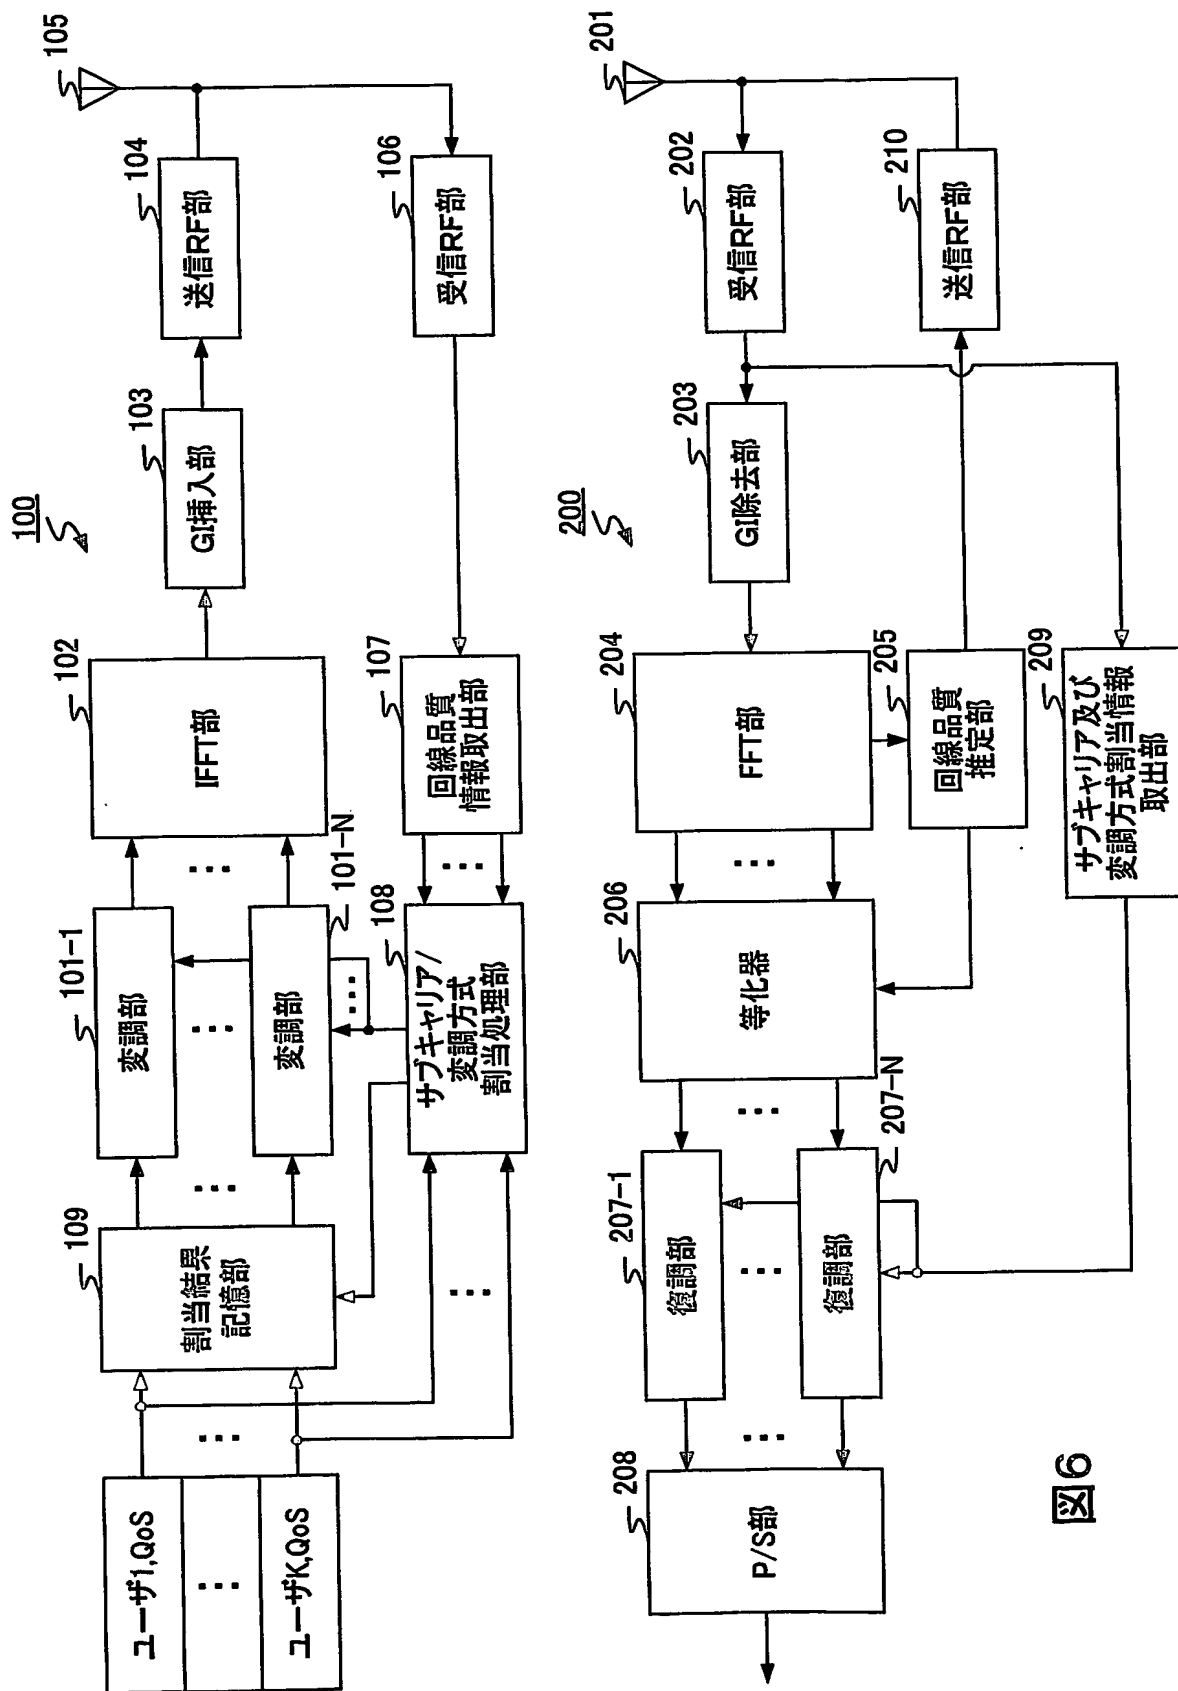 100
ユーザ1,QoS
⋯
ユーザK,QoS
109
割当結果
記憶部
101-1
変調部
⋯
変調部
101-N
102
IFFT部
103
GI挿入部
104
送信RF部
105
106
受信RF部
107
回線品質
情報取出部
108
サブキャリア/
変調方式
割当処理部
200
201
202
受信RF部
203
GI除去部
204
FFT部
205
回線品質
推定部
206
等化器
207-1
復調部
⋯
復調部
207-N
208
P/S部
209
サブキャリア及び
変調方式割当情報
取出部
210
送信RF部
図6